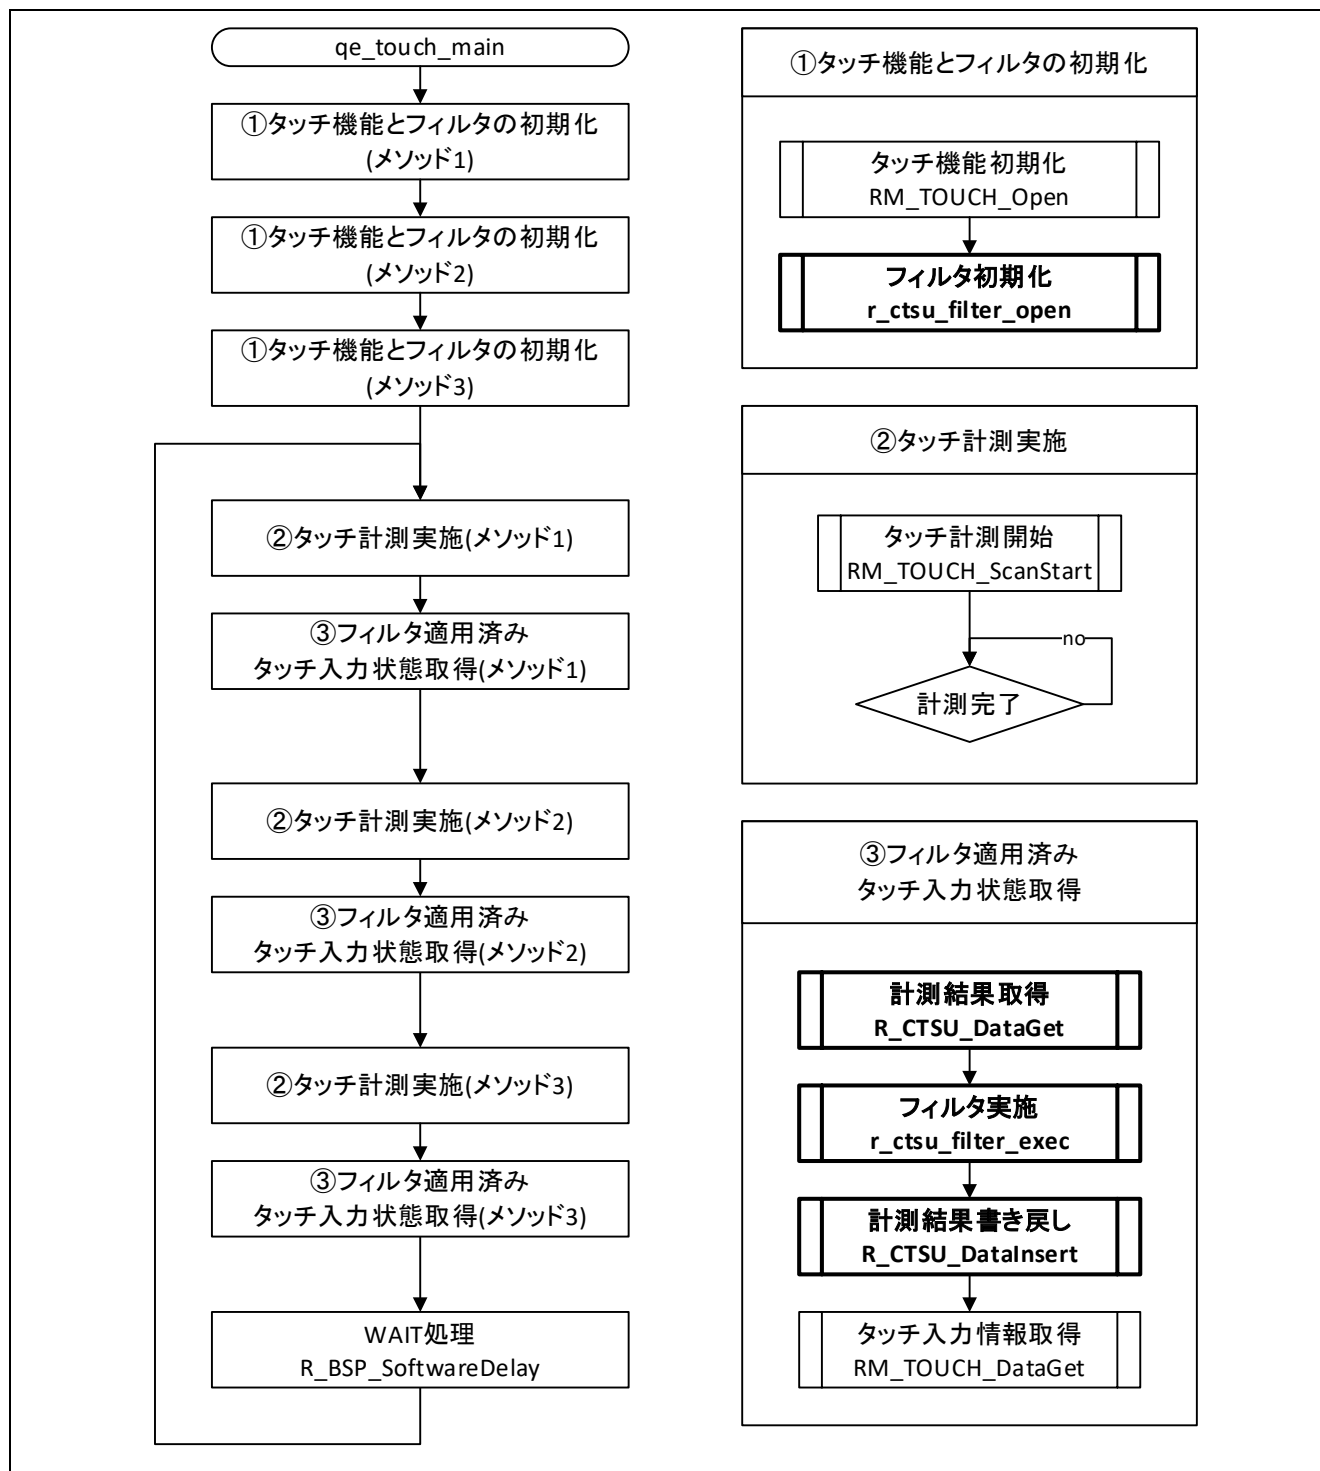 qe_touch_main
①タッチ機能とフィルタの初期化
(メソッド1)
①タッチ機能とフィルタの初期化
(メソッド2)
①タッチ機能とフィルタの初期化
(メソッド3)
②タッチ計測実施(メソッド1)
③フィルタ適用済み
タッチ入力状態取得(メソッド1)
②タッチ計測実施(メソッド2)
③フィルタ適用済み
タッチ入力状態取得(メソッド2)
②タッチ計測実施(メソッド3)
③フィルタ適用済み
タッチ入力状態取得(メソッド3)
WAIT処理
R_BSP_SoftwareDelay
①タッチ機能とフィルタの初期化
タッチ機能初期化
RM_TOUCH_Open
フィルタ初期化
r_ctsu_filter_open
②タッチ計測実施
タッチ計測開始
RM_TOUCH_ScanStart
no
計測完了
③フィルタ適用済み
タッチ入力状態取得
計測結果取得
R_CTSU_DataGet
フィルタ実施
r_ctsu_filter_exec
計測結果書き戻し
R_CTSU_DataInsert
タッチ入力情報取得
RM_TOUCH_DataGet